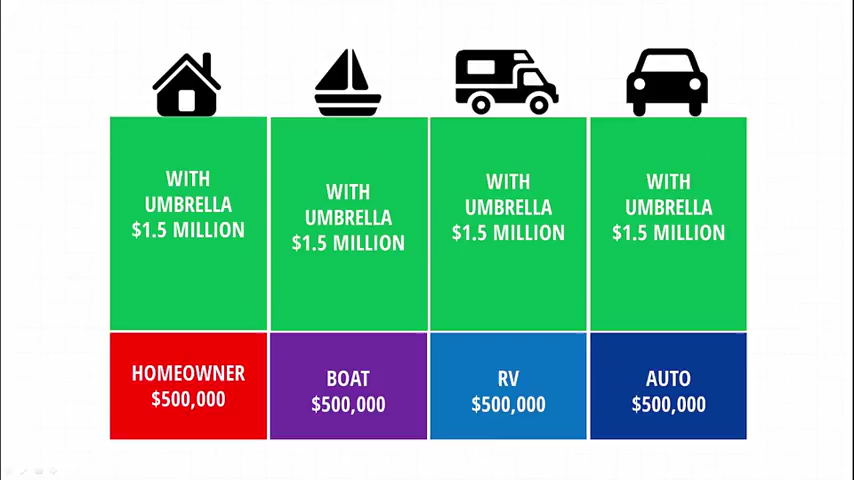 WITH
UMBRELLA
$1.5 MILLION
WITH
UMBRELLA
$1.5 MILLION
WITH
UMBRELLA
$1.5 MILLION
WITH
UMBRELLA
$1.5 MILLION
HOMEOWNER
$500,000
BOAT
$500,000
RV
$500,000
AUTO
$500,000